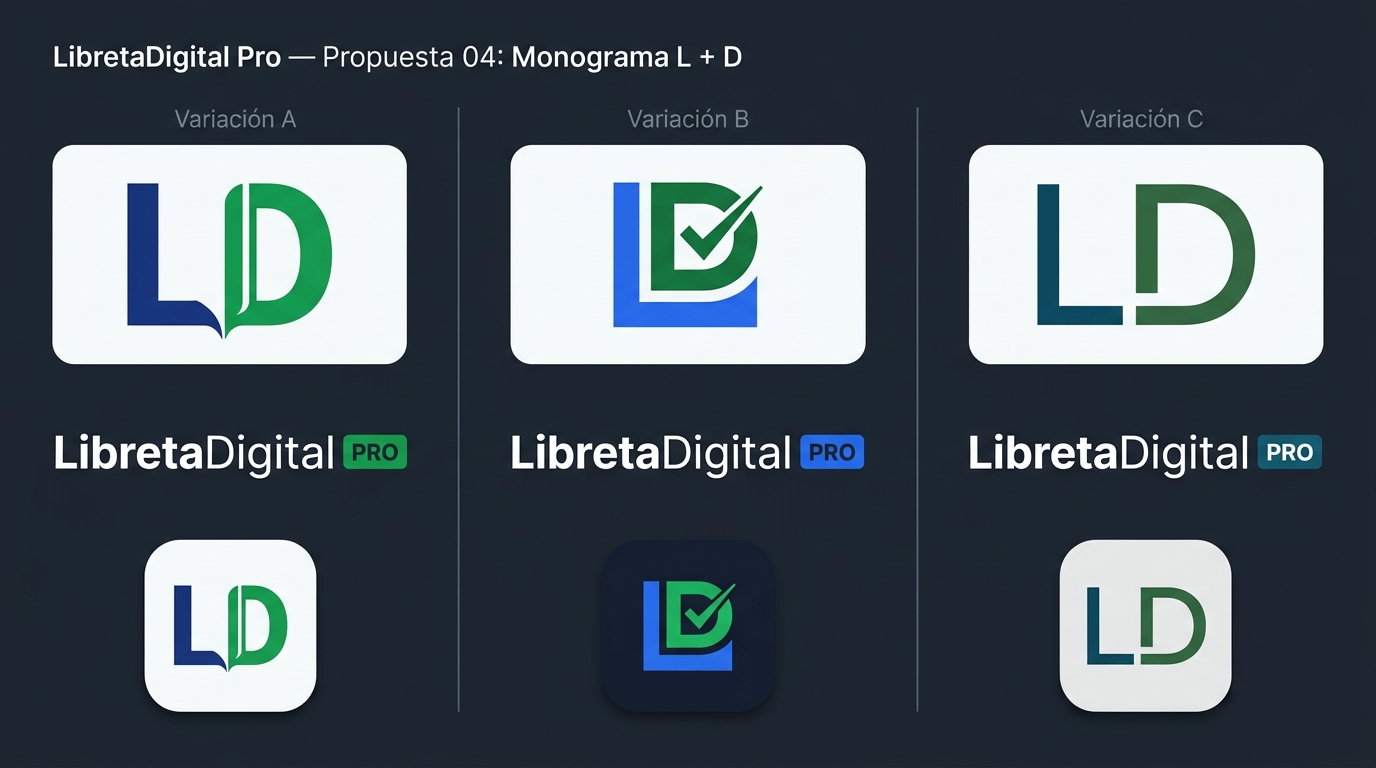 LibretaDigital Pro — Propuesta 04: Monograma L + D
Variación A
LD
LibretaDigital PRO
LD
Variación B
LD
LibretaDigital PRO
LD
Variación C
LD
LibretaDigital PRO
LD